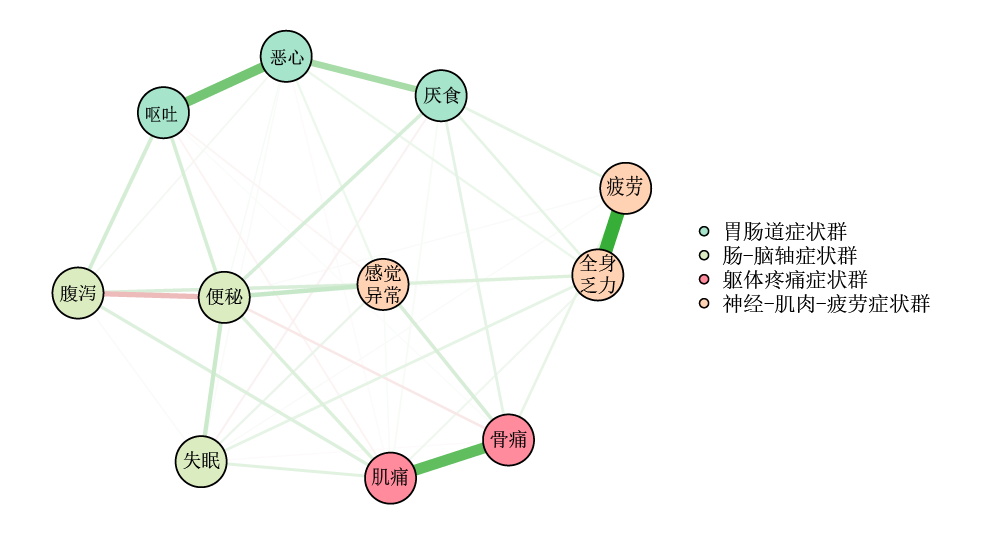 恶心
厌食
呕吐
疲劳
全身
乏力
感觉
异常
腹泻
便秘
失眠
肌痛
骨痛
胃肠道症状群
肠-脑轴症状群
躯体疼痛症状群
神经-肌肉-疲劳症状群